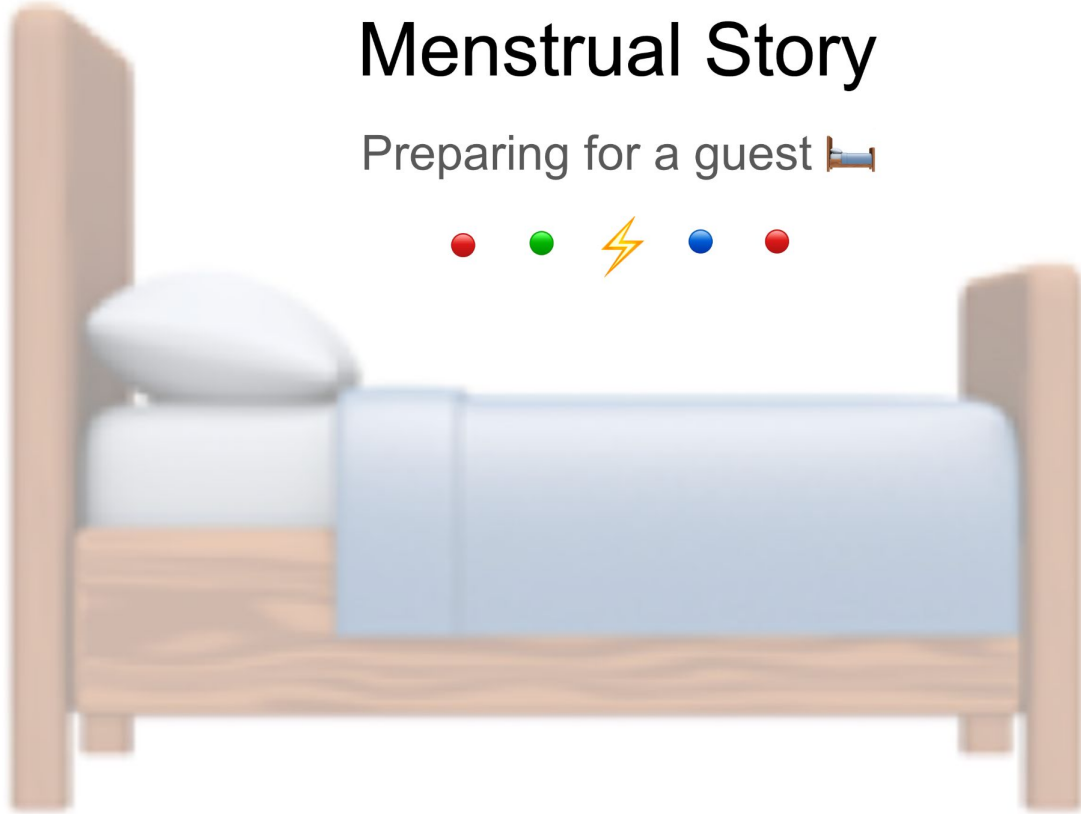 Menstrual Story
Preparing for a guest 🛏️
🔴 🟢 ⚡ 🔵 🔴